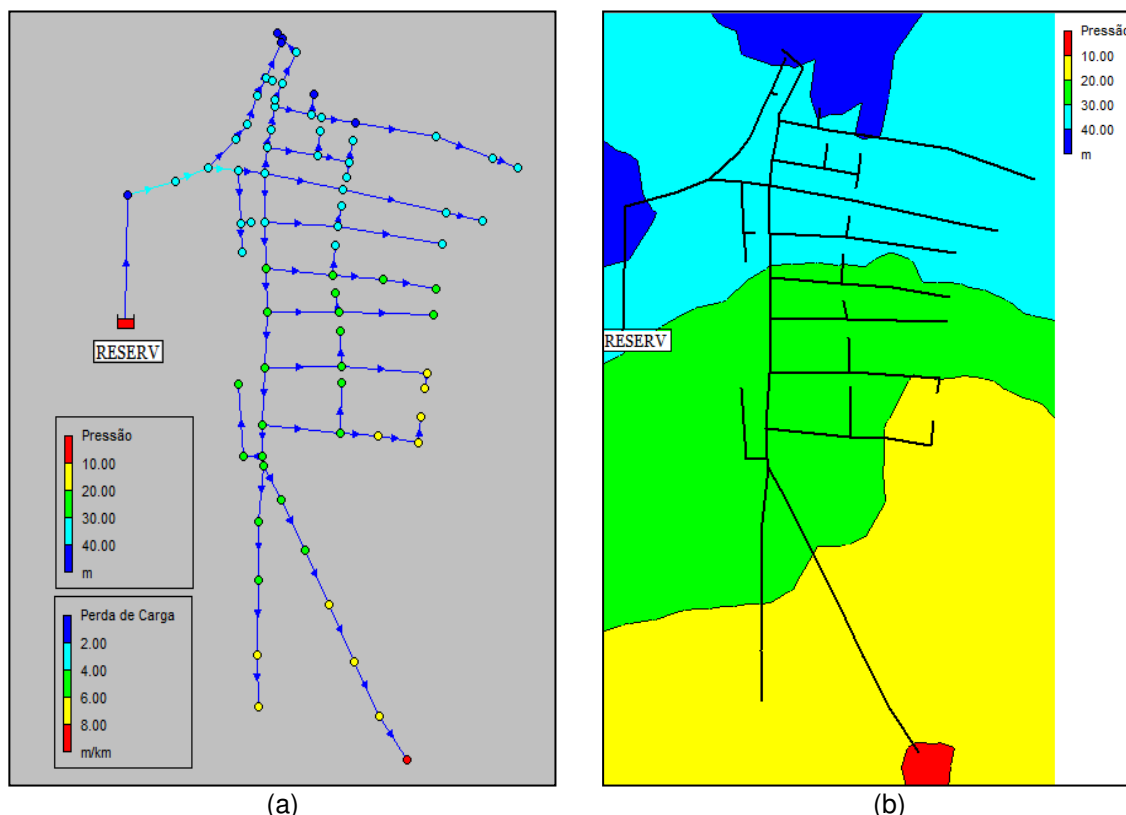 RESERV
Pressão
10.00
20.00
30.00
40.00
m
Perda de Carga
2.00
4.00
6.00
8.00
m/km
(a)
Pressão
10.00
20.00
30.00
40.00
m
RESERV
(b)